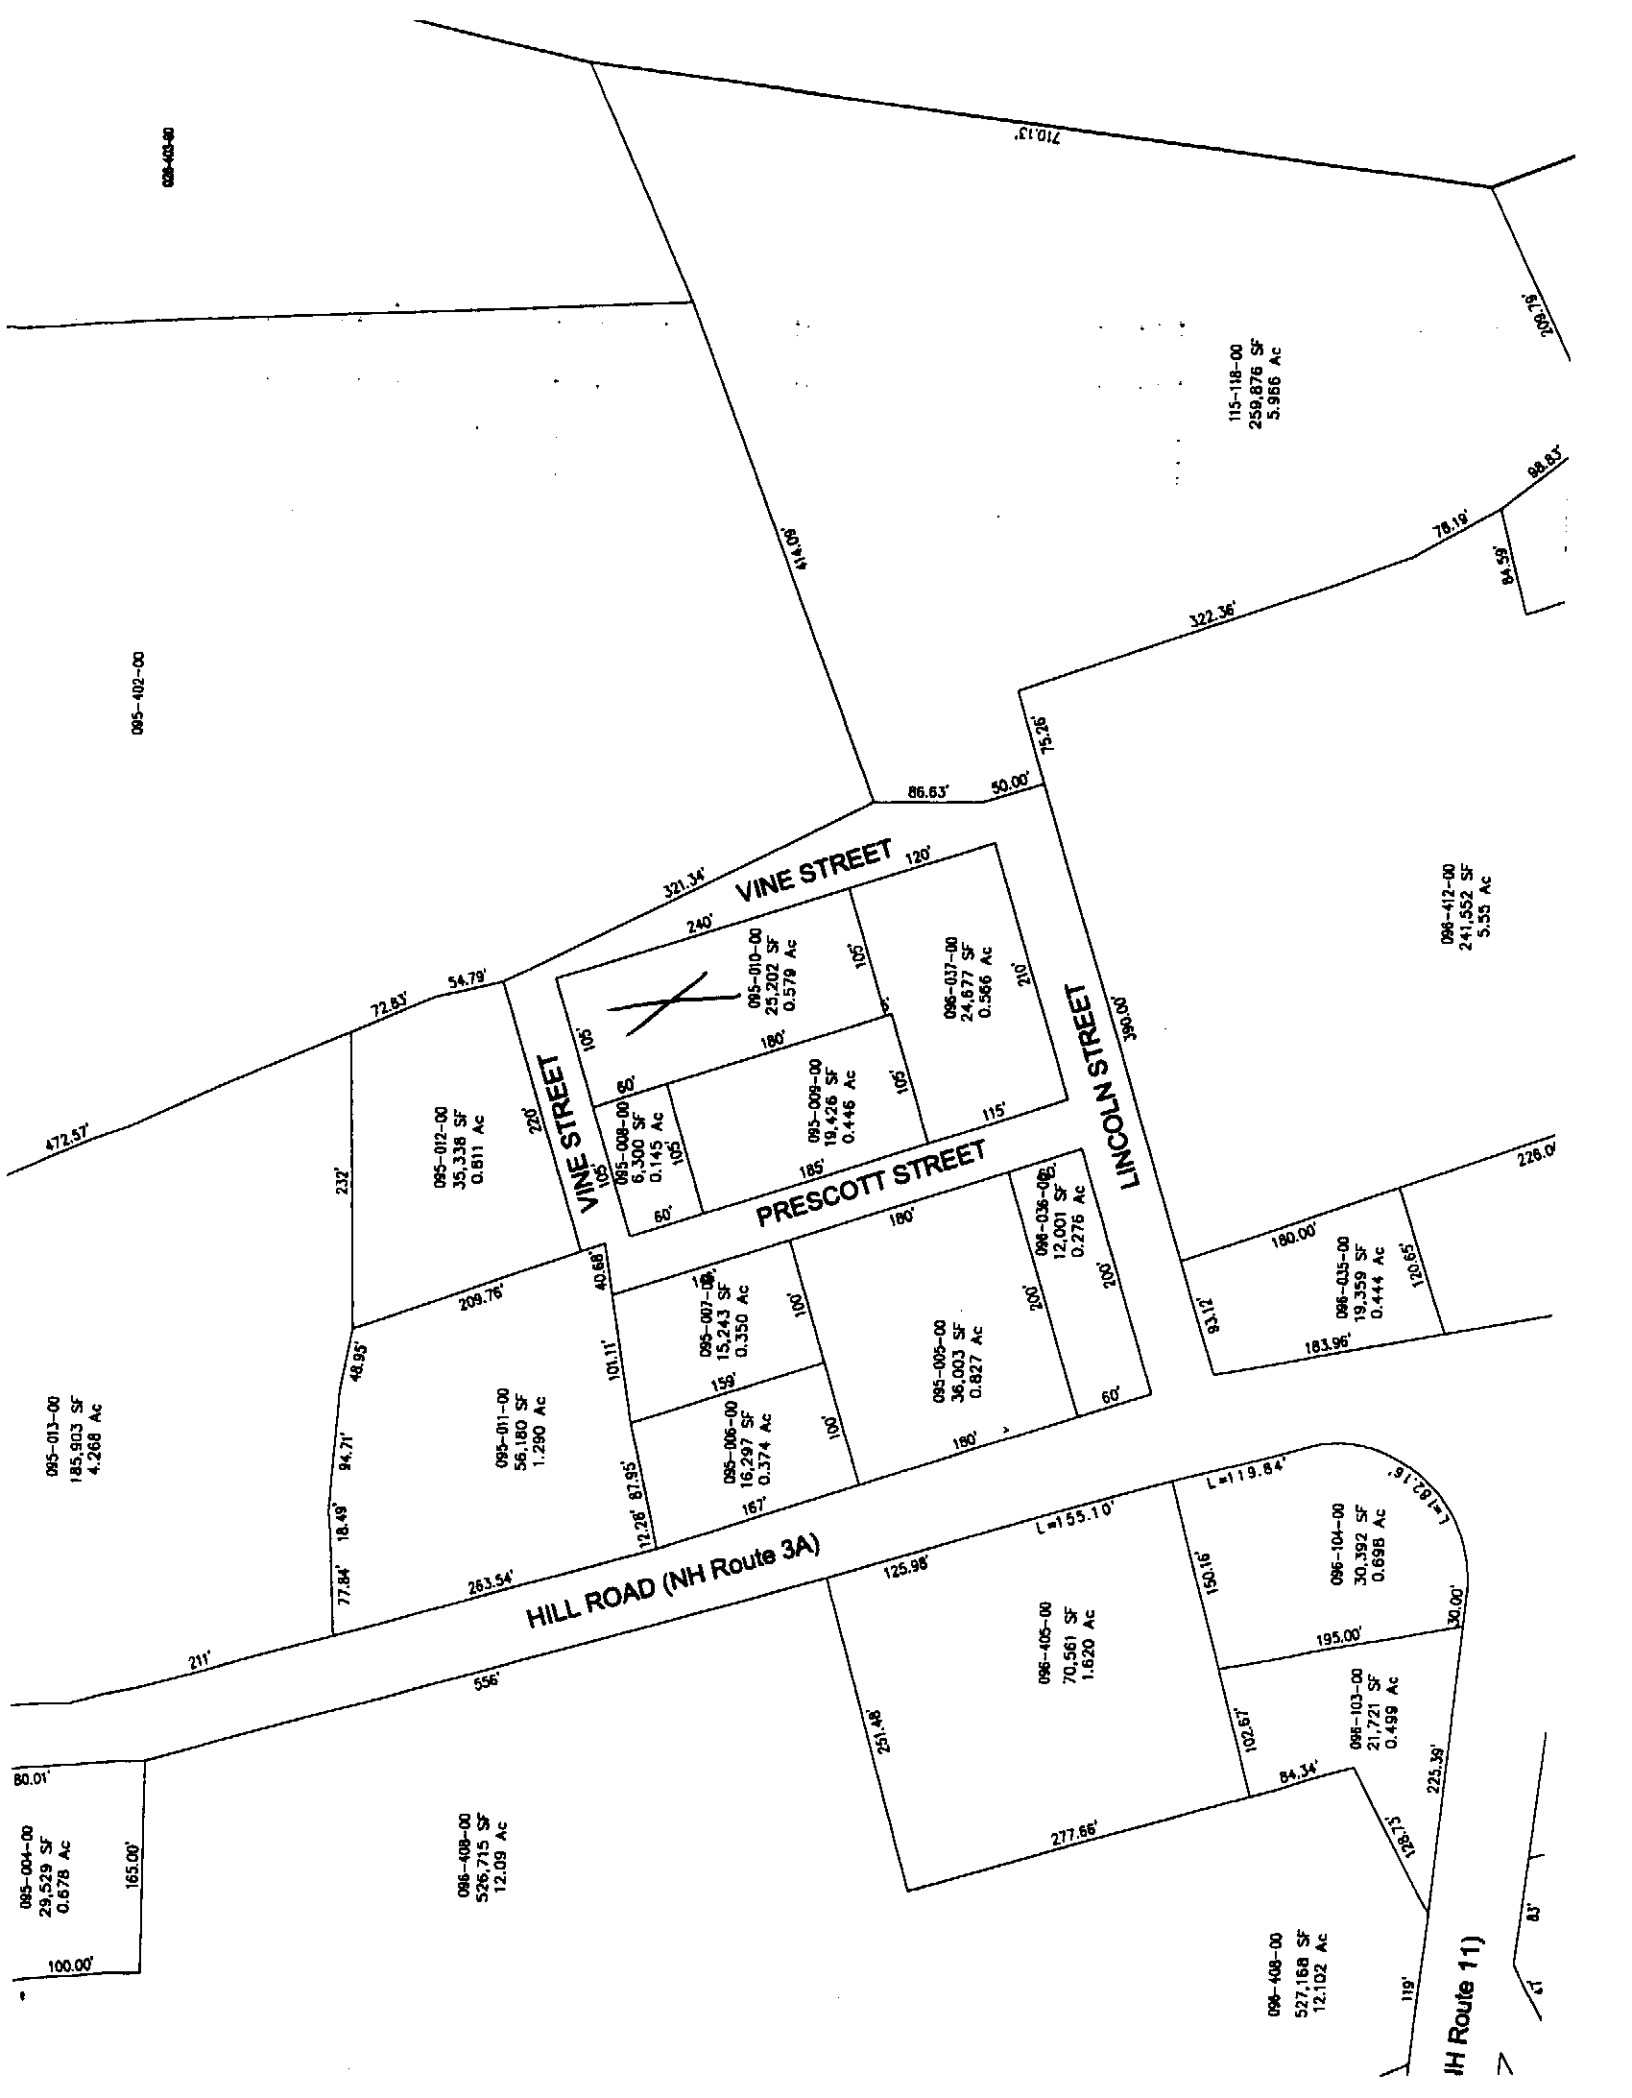 028-403-00
710.13'
209.79'
115-118-00
259,876 SF
5.966 Ac
98.83'
78.19'
84.59'
414.09'
322.36'
095-402-00
75.26'
86.63'
50.00'
VINE STREET
120'
321.34'
240'
095-010-00
25,202 SF
0.579 Ac
105'
096-037-00
24,677 SF
0.566 Ac
210'
096-412-00
241,552 SF
5.55 Ac
54.79'
72.83'
105'
180'
60'
LINCOLN STREET
390.00'
472.57'
232'
095-012-00
35,338 SF
0.811 Ac
220'
VINE STREET
105'
095-008-00
6,300 SF
0.145 Ac
105'
095-009-00
19,426 SF
0.446 Ac
105'
115'
185'
60'
PRESCOTT STREET
180'
096-036-00
12,001 SF
0.276 Ac
200'
200'
60'
226.0'
180.00'
096-035-00
19,359 SF
0.444 Ac
120.65'
93.12'
183.96'
209.76'
40.68'
095-007-00
15,243 SF
0.350 Ac
100'
101.11'
48.95'
095-005-00
36,003 SF
0.827 Ac
095-013-00
185,903 SF
4.268 Ac
94.71'
095-011-00
56,180 SF
1.290 Ac
159'
095-006-00
16,297 SF
0.374 Ac
100'
180'
60'
18.49'
87.95'
12.26'
167'
77.84'
263.54'
HILL ROAD (NH Route 3A)
125.98'
L=155.10'
L=119.84'
L=182.16'
096-104-00
30,392 SF
0.698 Ac
150.16'
30.00'
211'
556'
096-405-00
70,561 SF
1.620 Ac
195.00'
096-103-00
21,721 SF
0.499 Ac
251.48'
102.67'
84.34'
225.39'
80.01'
095-004-00
29,529 SF
0.678 Ac
165.00'
100.00'
096-408-00
526,715 SF
12.09 Ac
277.66'
128.73'
096-408-00
527,168 SF
12.102 Ac
119'
83'
NH Route 11)